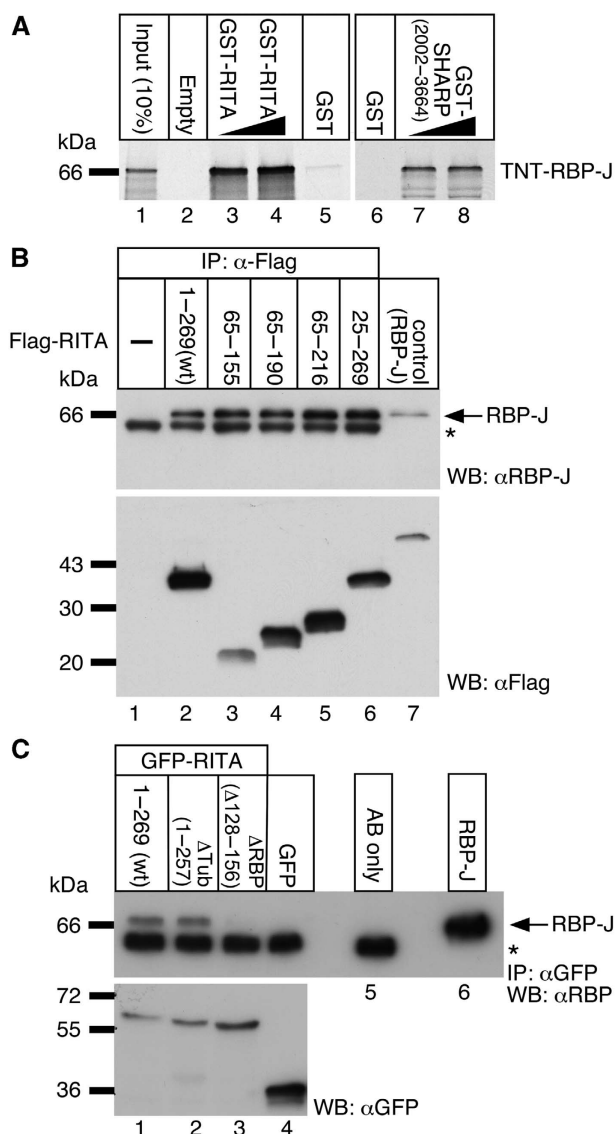 A
Input (10%)
Empty
GST-RITA
GST-RITA
GST
GST
GST-
SHARP
(2002–3664)
kDa
66
TNT-RBP-J
1 2 3 4 5 6 7 8
B
IP: α-Flag
Flag-RITA
–
1–269(wt)
65–155
65–190
65–216
25–269
control
(RBP-J)
kDa
66
RBP-J
*
WB: αRBP-J
43
30
20
WB: αFlag
1 2 3 4 5 6 7
C
GFP-RITA
1–269 (wt)
ΔTub
(1–257)
ΔRBP
(Δ128–156)
GFP
AB only
RBP-J
kDa
66
RBP-J
*
IP: αGFP
5 6 WB: αRBP
72
55
36
WB: αGFP
1 2 3 4